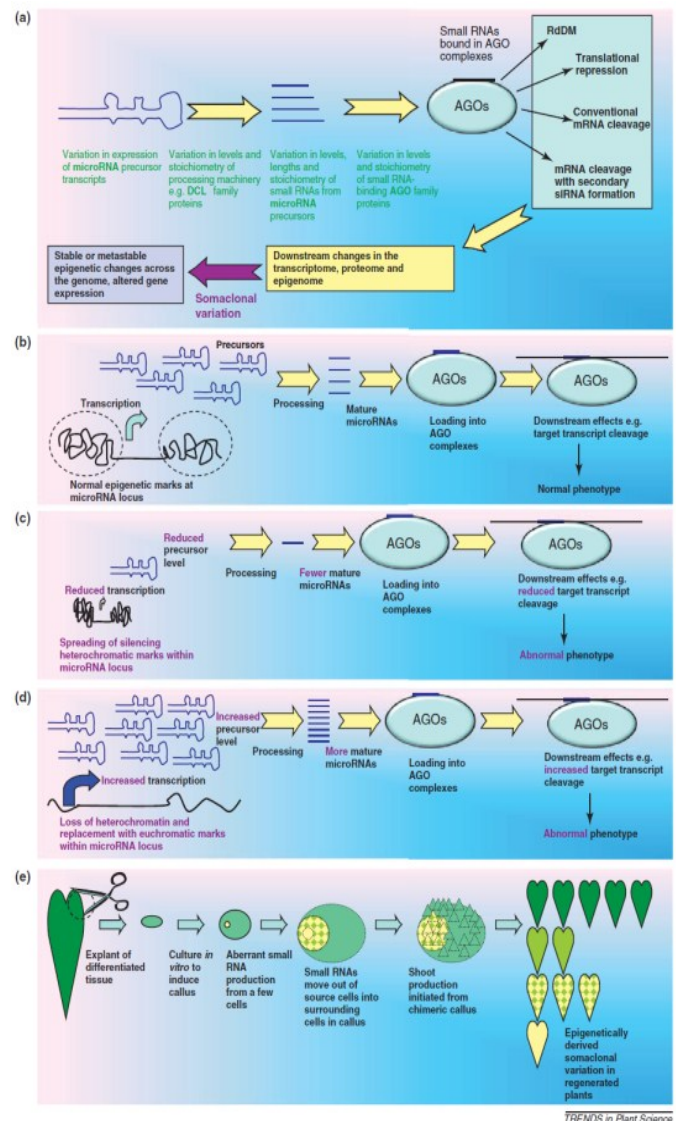 (a)
Small RNAs
bound in AGO
complexes
AGOs
RdDM
Translational
repression
Conventional
mRNA cleavage
mRNA cleavage
with secondary
siRNA formation
Variation in expression
of microRNA precursor
transcripts
Variation in levels and
stoichiometry of
processing machinery
e.g. DCL family
proteins
Variation in levels,
lengths and
stoichiometry of
small RNAs from
microRNA
precursors
Variation in levels
and stoichiometry
of small RNA-
binding AGO family
proteins
Stable or metastable
epigenetic changes across
the genome, altered gene
expression
Somaclonal
variation
Downstream changes in the
transcriptome, proteome and
epigenome
(b)
Precursors
Transcription
Normal epigenetic marks at
microRNA locus
Processing
Mature
microRNAs
AGOs
Loading into
AGO
complexes
AGOs
Downstream effects e.g.
target transcript cleavage
Normal phenotype
(c)
Reduced
precursor
level
Reduced transcription
Spreading of silencing
heterochromatic marks within
microRNA locus
Processing
Fewer mature
microRNAs
AGOs
Loading into
AGO
complexes
AGOs
Downstream effects e.g.
reduced target transcript
cleavage
Abnormal phenotype
(d)
Increased
precursor
level
Increased transcription
Loss of heterochromatin and
replacement with euchromatic marks
within microRNA locus
Processing
More mature
microRNAs
AGOs
Loading into
AGO
complexes
AGOs
Downstream effects e.g.
increased target transcript
cleavage
Abnormal phenotype
(e)
Explant of
differentiated
tissue
Culture in
vitro to
induce
callus
Aberrant small
RNA
production
from a few
cells
Small RNAs
move out of
source cells into
surrounding
cells in callus
Shoot
production
initiated from
chimeric callus
Epigenetically
derived
somaclonal
variation in
regenerated
plants
TRENDS in Plant Science